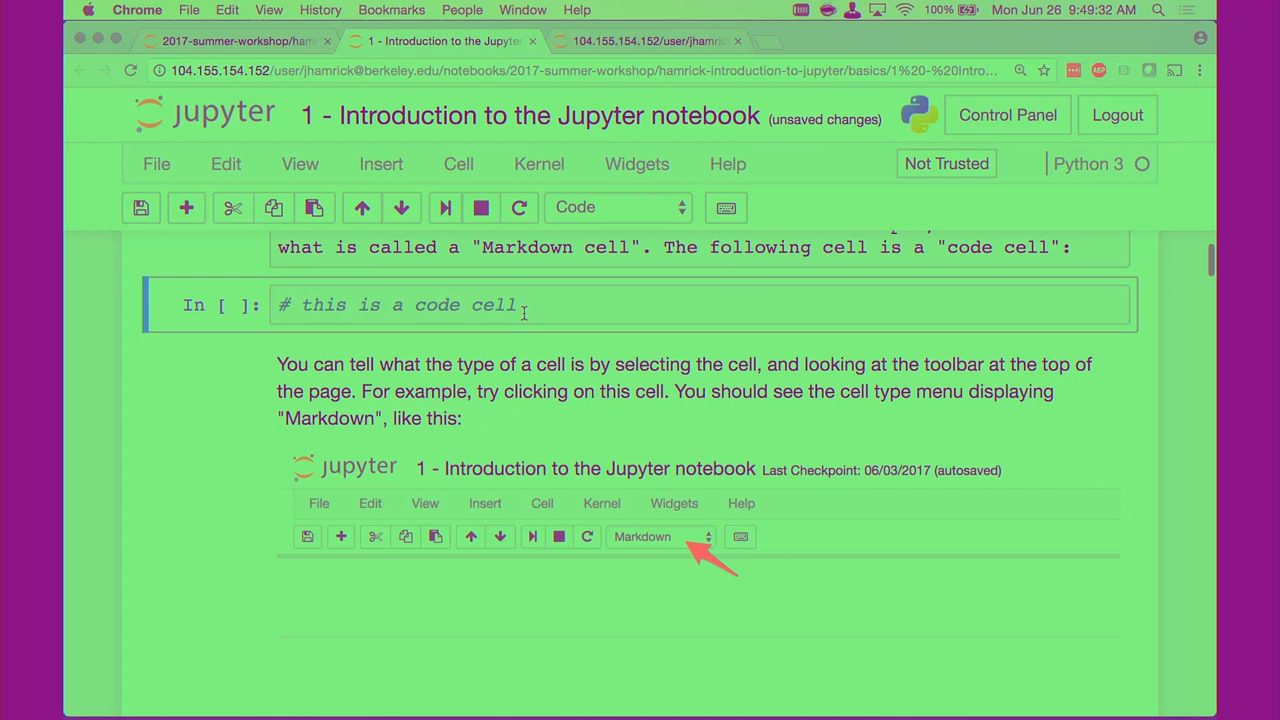 Chrome File Edit View History Bookmarks People Window Help 100% Mon Jun 26 9:49:32 AM
2017-summer-workshop/ham 1 - Introduction to the Jupyter 104.155.154.152/user/jhamric
104.155.154.152/user/jhamrick@berkeley.edu/notebooks/2017-summer-workshop/hamrick-introduction-to-jupyter/basics/1%20-%20Intro... ABP
jupyter 1 - Introduction to the Jupyter notebook (unsaved changes) Control Panel Logout
File Edit View Insert Cell Kernel Widgets Help Not Trusted Python 3
Code
what is called a "Markdown cell". The following cell is a "code cell":
In [ ]: # this is a code cell
You can tell what the type of a cell is by selecting the cell, and looking at the toolbar at the top of
the page. For example, try clicking on this cell. You should see the cell type menu displaying
"Markdown", like this:
jupyter 1 - Introduction to the Jupyter notebook Last Checkpoint: 06/03/2017 (autosaved)
File Edit View Insert Cell Kernel Widgets Help
Markdown